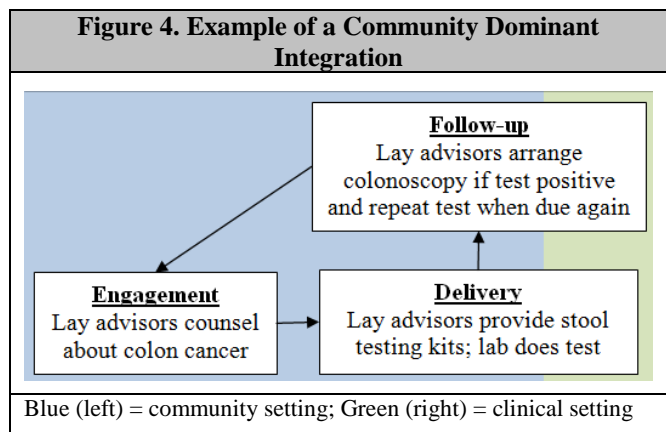 Figure 4. Example of a Community Dominant
Integration
Follow-up
Lay advisors arrange
colonoscopy if test positive
and repeat test when due again
Engagement
Lay advisors counsel
about colon cancer
Delivery
Lay advisors provide stool
testing kits; lab does test
Blue (left) = community setting; Green (right) = clinical setting